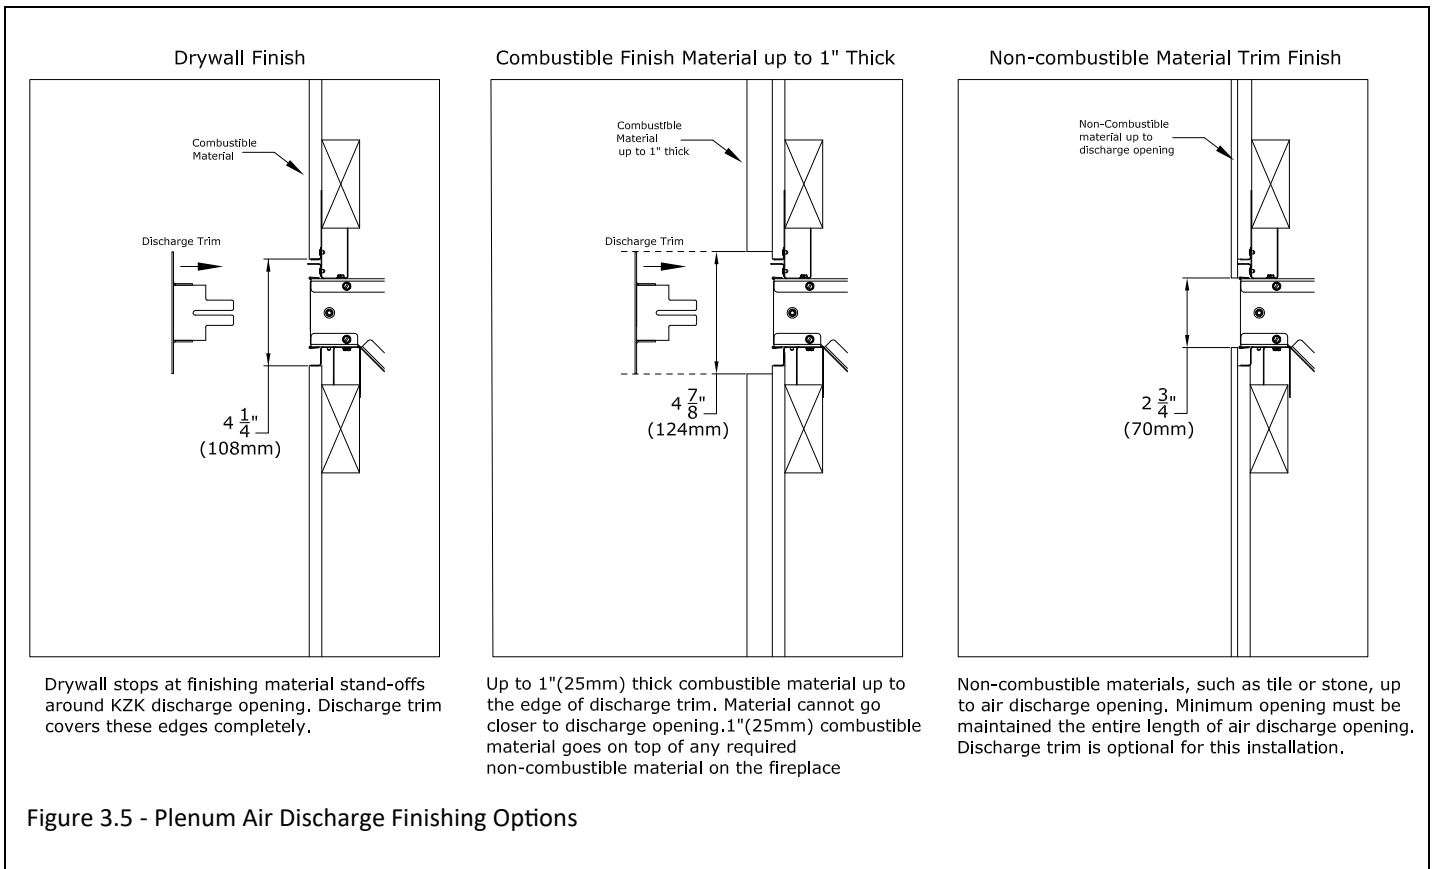 Drywall Finish
Combustible
Material
Discharge Trim
4 1/4"
(108mm)
Drywall stops at finishing material stand-offs
around KZK discharge opening. Discharge trim
covers these edges completely.
Combustible Finish Material up to 1" Thick
Combustible
Material
up to 1" thick
Discharge Trim
4 7/8"
(124mm)
Up to 1"(25mm) thick combustible material up to
the edge of discharge trim. Material cannot go
closer to discharge opening.1"(25mm) combustible
material goes on top of any required
non-combustible material on the fireplace
Non-combustible Material Trim Finish
Non-Combustible
material up to
discharge opening
2 3/4"
(70mm)
Non-combustible materials, such as tile or stone, up
to air discharge opening. Minimum opening must be
maintained the entire length of air discharge opening.
Discharge trim is optional for this installation.
Figure 3.5 - Plenum Air Discharge Finishing Options